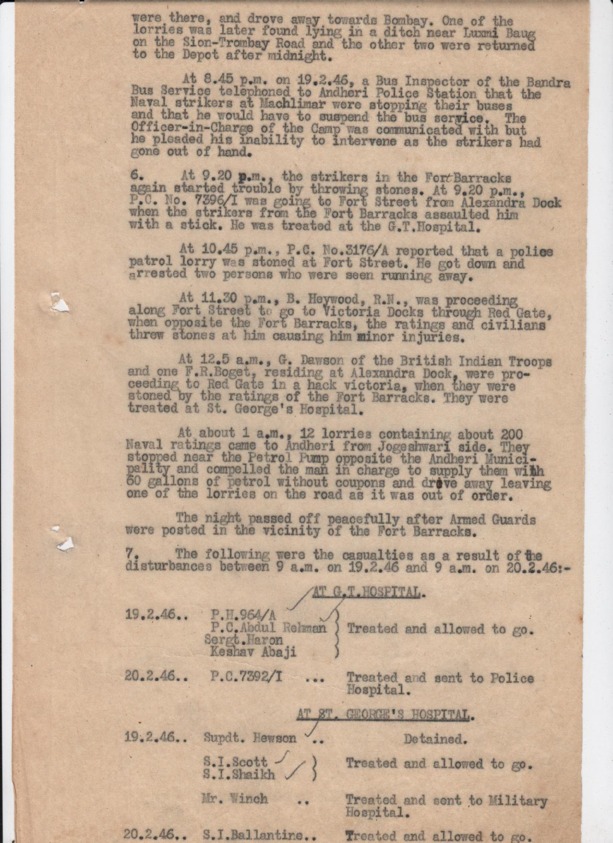 were there, and drove away towards Bombay. One of the
lorries was later found lying in a ditch near Luxmi Baug
on the Sion-Trombay Road and the other two were returned
to the Depot after midnight.
At 8.45 p.m. on 19.2.46, a Bus Inspector of the Bandra
Bus Service telephoned to Andheri Police Station that the
Naval strikers at Machlimar were stopping their buses
and that he would have to suspend the bus service. The
Officer-in-Charge of the Camp was communicated with but
he pleaded his inability to intervene as the strikers had
gone out of hand.
6. At 9.20 p.m., the strikers in the Fort Barracks
again started trouble by throwing stones. At 9.20 p.m.,
P.C. No. 7396/I was going to Fort Street from Alexandra Dock
when the strikers from the Fort Barracks assaulted him
with a stick. He was treated at the G.T.Hospital.
At 10.45 p.m., P.C. No.3176/A reported that a police
patrol lorry was stoned at Fort Street. He got down and
arrested two persons who were seen running away.
At 11.30 p.m., B. Heywood, R.N., was proceeding
along Fort Street to go to Victoria Docks through Red Gate,
when opposite the Fort Barracks, the ratings and civilians
threw stones at him causing him minor injuries.
At 12.5 a.m., G. Dawson of the British Indian Troops
and one F.R.Boget, residing at Alexandra Dock, were pro-
ceeding to Red Gate in a hack victoria, when they were
stoned by the ratings of the Fort Barracks. They were
treated at St. George's Hospital.
At about 1 a.m., 12 lorries containing about 200
Naval ratings came to Andheri from Jogeshwari side. They
stopped near the Petrol Pump opposite the Andheri Munici-
pality and compelled the man in charge to supply them with
60 gallons of petrol without coupons and drove away leaving
one of the lorries on the road as it was out of order.
The night passed off peacefully after Armed Guards
were posted in the vicinity of the Fort Barracks.
7. The following were the casualties as a result of the
disturbances between 9 a.m. on 19.2.46 and 9 a.m. on 20.2.46:-
AT G.T.HOSPITAL.
19.2.46.. P.H.964/A
P.C.Abdul Rehman Treated and allowed to go.
Sergt.Haron
Keshav Abaji
20.2.46.. P.C.7392/I ... Treated and sent to Police
Hospital.
AT ST. GEORGE'S HOSPITAL.
19.2.46.. Supdt. Hewson .. Detained.
S.I.Scott Treated and allowed to go.
S.I.Shaikh
Mr. Winch .. Treated and sent to Military
Hospital.
20.2.46.. S.I.Ballantine.. Treated and allowed to go.